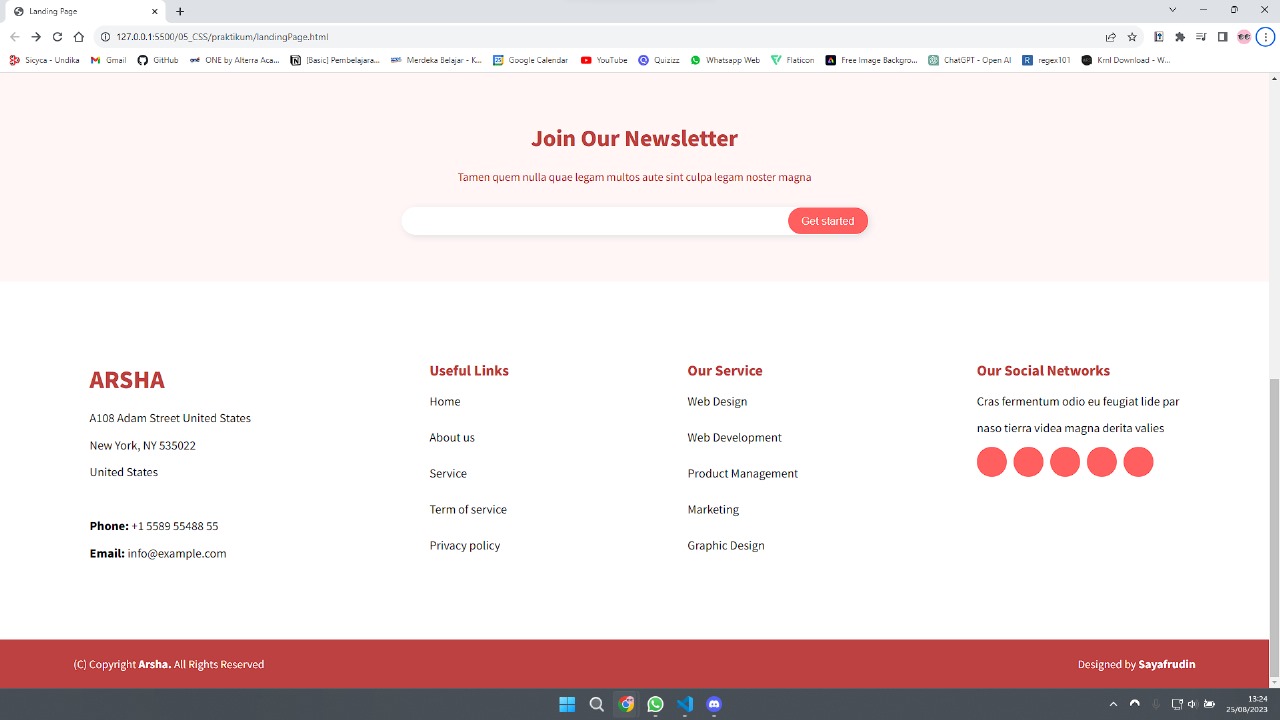 Landing Page
127.0.0.1:5500/05_CSS/praktikum/landingPage.html
Sicyca - Undika Gmail GitHub ONE by Alterra Aca... [Basic] Pembelajara... Merdeka Belajar - K... Google Calendar YouTube Quizizz Whatsapp Web Flaticon Free Image Backgro... ChatGPT - Open AI regex101 Krnl Download - W...
Join Our Newsletter
Tamen quem nulla quae legam multos aute sint culpa legam noster magna
Get started
ARSHA
A108 Adam Street United States
New York, NY 535022
United States
Phone: +1 5589 55488 55
Email: info@example.com
Useful Links
Home
About us
Service
Term of service
Privacy policy
Our Service
Web Design
Web Development
Product Management
Marketing
Graphic Design
Our Social Networks
Cras fermentum odio eu feugiat lide par
naso tierra videa magna derita valies
(C) Copyright Arsha. All Rights Reserved
Designed by Sayafrudin
13:24
25/08/2023